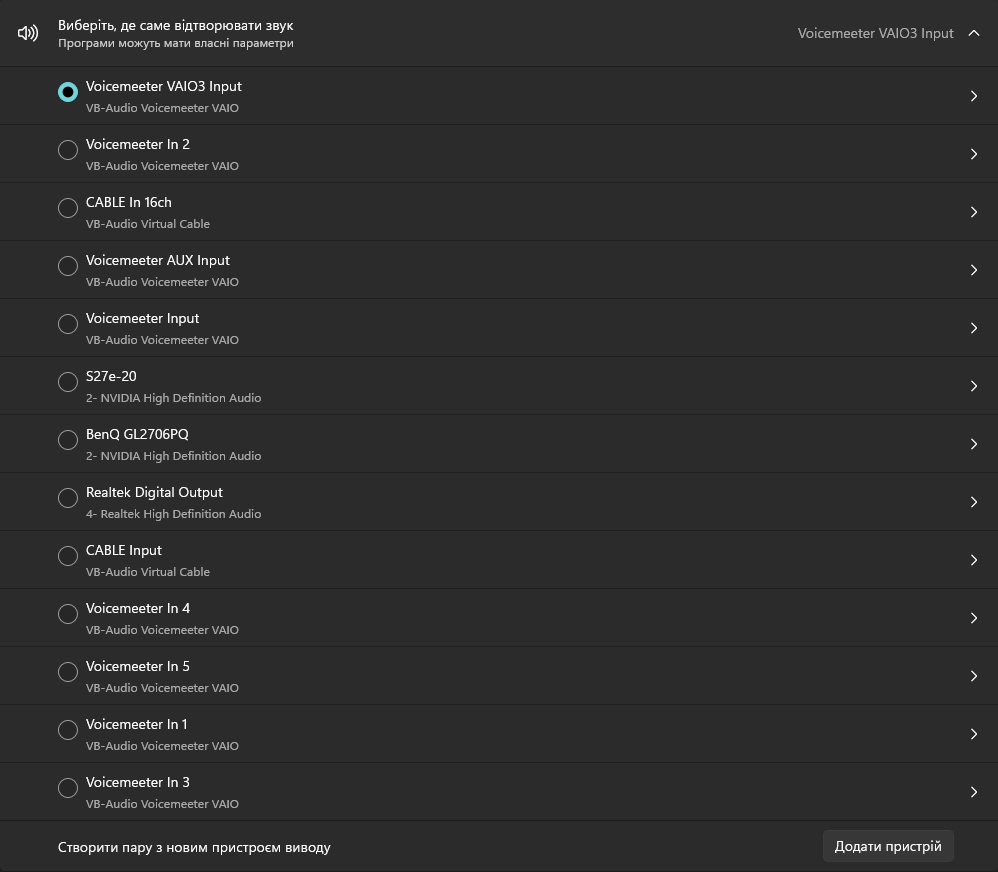 Виберіть, де саме відтворювати звук
Програми можуть мати власні параметри
Voicemeeter VAIO3 Input
Voicemeeter VAIO3 Input
VB-Audio Voicemeeter VAIO
Voicemeeter In 2
VB-Audio Voicemeeter VAIO
CABLE In 16ch
VB-Audio Virtual Cable
Voicemeeter AUX Input
VB-Audio Voicemeeter VAIO
Voicemeeter Input
VB-Audio Voicemeeter VAIO
S27e-20
2- NVIDIA High Definition Audio
BenQ GL2706PQ
2- NVIDIA High Definition Audio
Realtek Digital Output
4- Realtek High Definition Audio
CABLE Input
VB-Audio Virtual Cable
Voicemeeter In 4
VB-Audio Voicemeeter VAIO
Voicemeeter In 5
VB-Audio Voicemeeter VAIO
Voicemeeter In 1
VB-Audio Voicemeeter VAIO
Voicemeeter In 3
VB-Audio Voicemeeter VAIO
Створити пару з новим пристроєм виводу
Додати пристрій